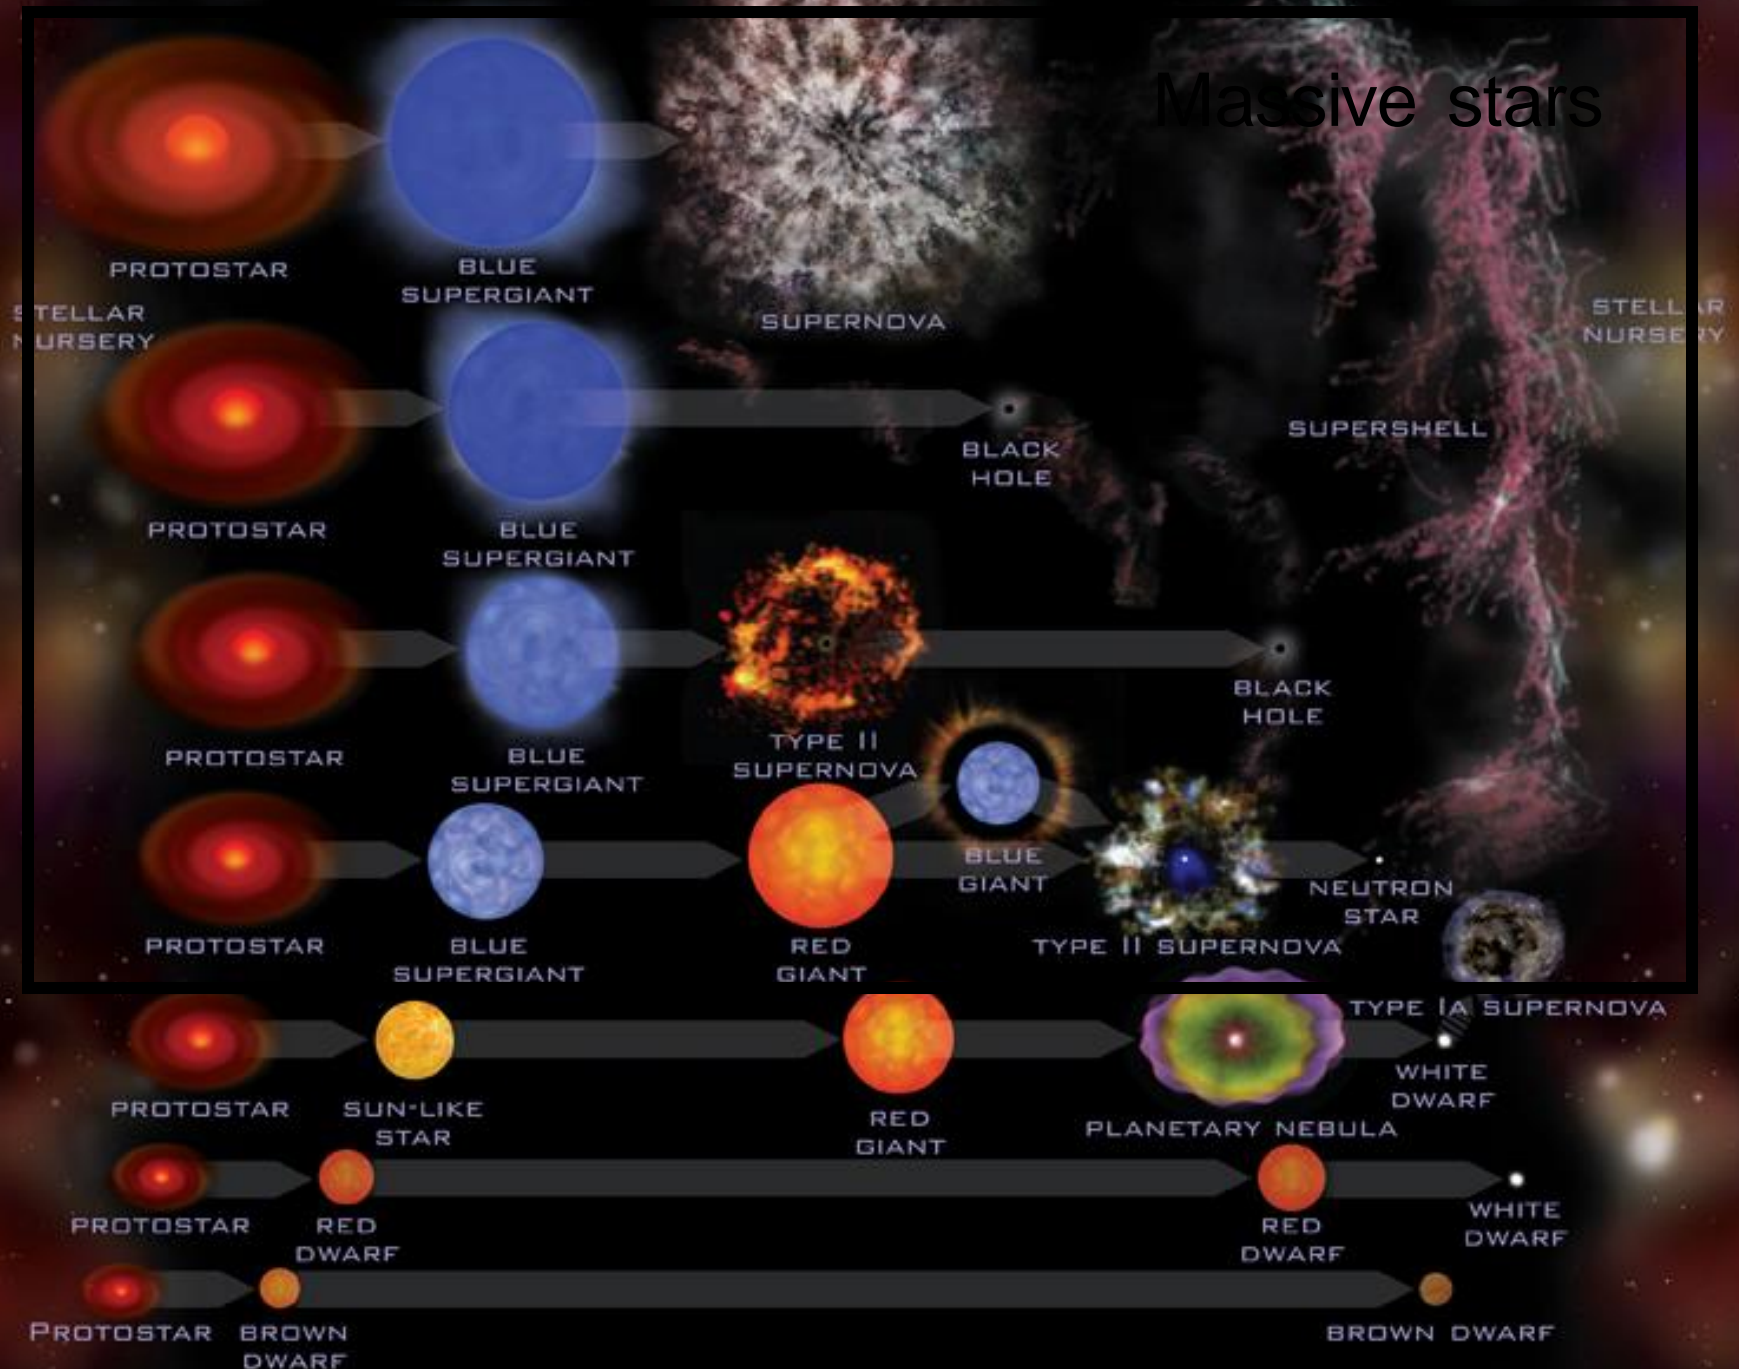 Massive stars
PROTOSTAR
BLUE
SUPERGIANT
SUPERNOVA
STELLAR
NURSERY
STELLAR
NURSERY
PROTOSTAR
BLUE
SUPERGIANT
BLACK
HOLE
SUPERSHELL
PROTOSTAR
BLUE
SUPERGIANT
TYPE II
SUPERNOVA
BLACK
HOLE
PROTOSTAR
BLUE
SUPERGIANT
RED
GIANT
BLUE
GIANT
TYPE II SUPERNOVA
NEUTRON
STAR
TYPE IA SUPERNOVA
PROTOSTAR
SUN-LIKE
STAR
RED
GIANT
PLANETARY NEBULA
WHITE
DWARF
PROTOSTAR
RED
DWARF
RED
DWARF
WHITE
DWARF
PROTOSTAR
BROWN
DWARF
BROWN DWARF